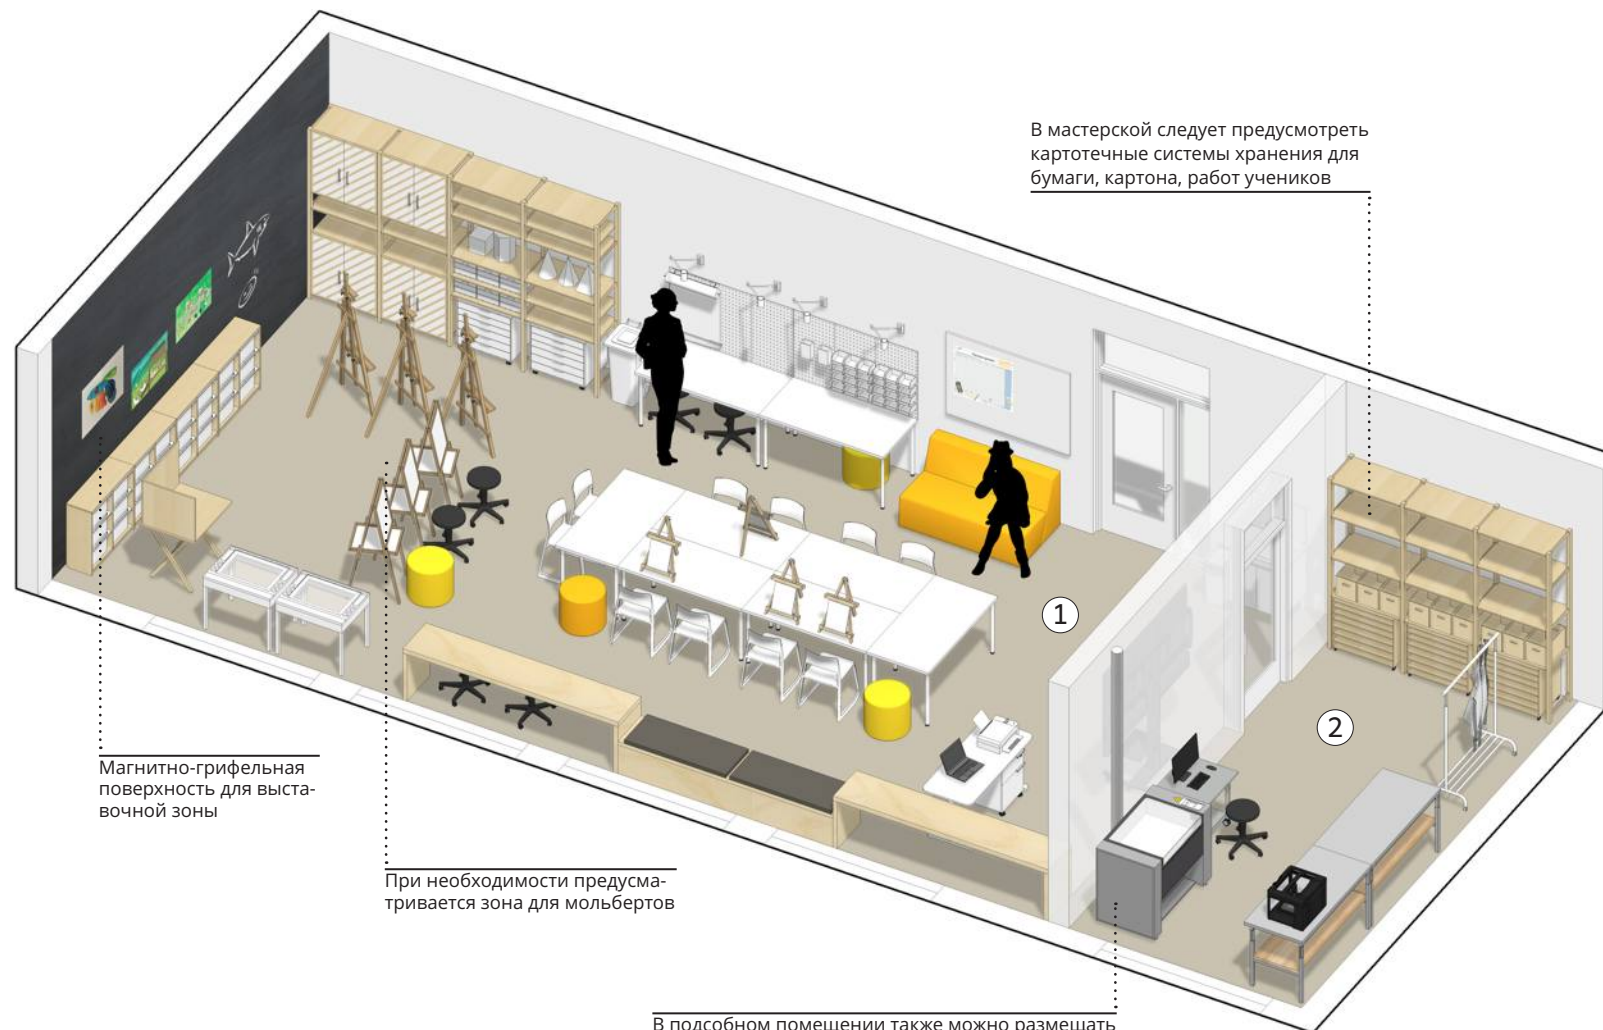 В мастерской следует предусмотреть
картотечные системы хранения для
бумаги, картона, работ учеников
1
2
Магнитно-грифельная
поверхность для выста-
вочной зоны
При необходимости предусма-
тривается зона для мольбертов
В подсобном помещении также можно размещать